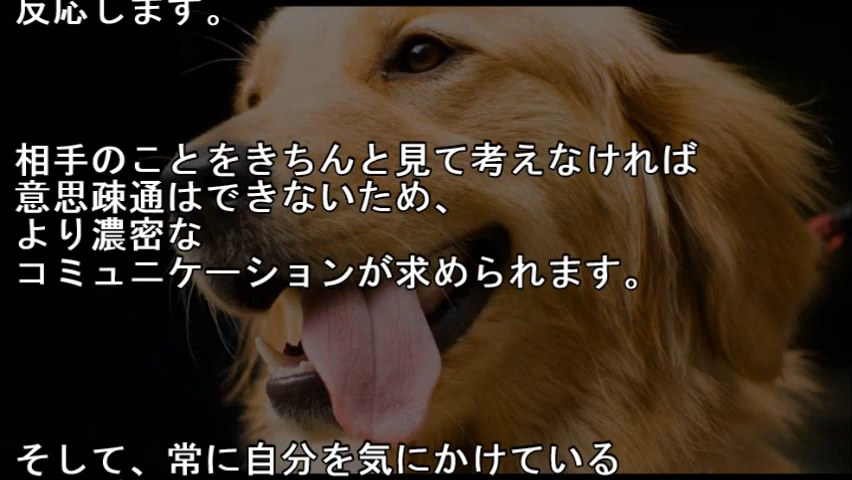 反応します。
相手のことをきちんと見て考えなければ
意思疎通はできないため、
より濃密な
コミュニケーションが求められます。
そして、常に自分を気にかけている